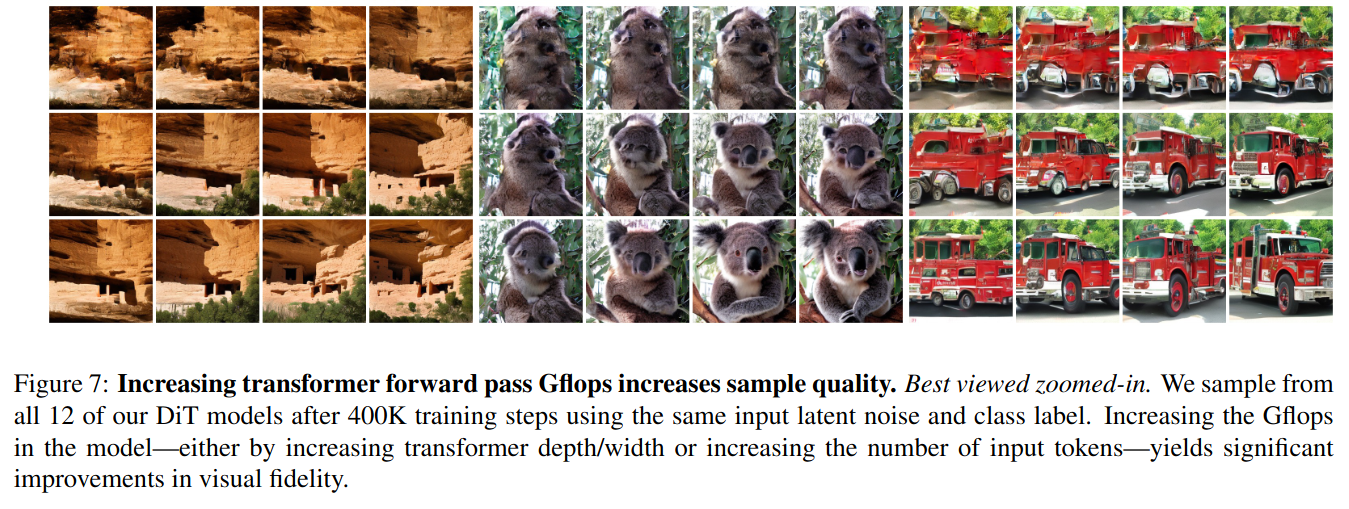 Figure 7: Increasing transformer forward pass Gflops increases sample quality. Best viewed zoomed-in. We sample from
all 12 of our DiT models after 400K training steps using the same input latent noise and class label. Increasing the Gflops
in the model—either by increasing transformer depth/width or increasing the number of input tokens—yields significant
improvements in visual fidelity.